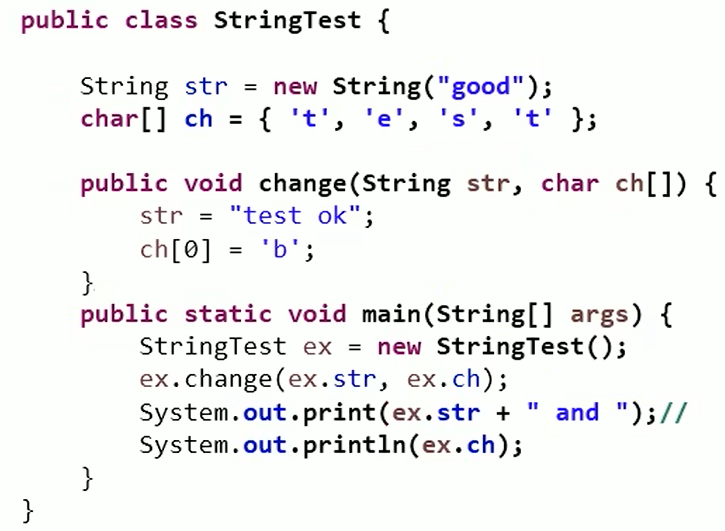 public class StringTest {
String str = new String("good");
char[] ch = { 't', 'e', 's', 't' };
public void change(String str, char ch[]) {
str = "test ok";
ch[0] = 'b';
}
public static void main(String[] args) {
StringTest ex = new StringTest();
ex.change(ex.str, ex.ch);
System.out.print(ex.str + " and ");//
System.out.println(ex.ch);
}
}